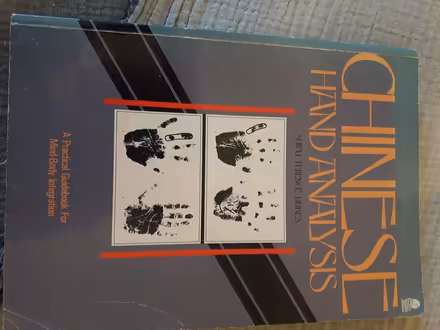 CHINESE
HAND ANALYSIS
A Practical Guidebook For
Mind-Body Integration